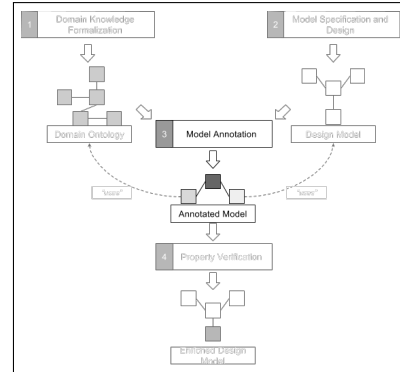 1
Domain Knowledge
Formalization
2
Model Specification and
Design
Domain Ontology
3
Model Annotation
Design Model
"uses"
"uses"
Annotated Model
4
Property Verification
Enriched Design
Model